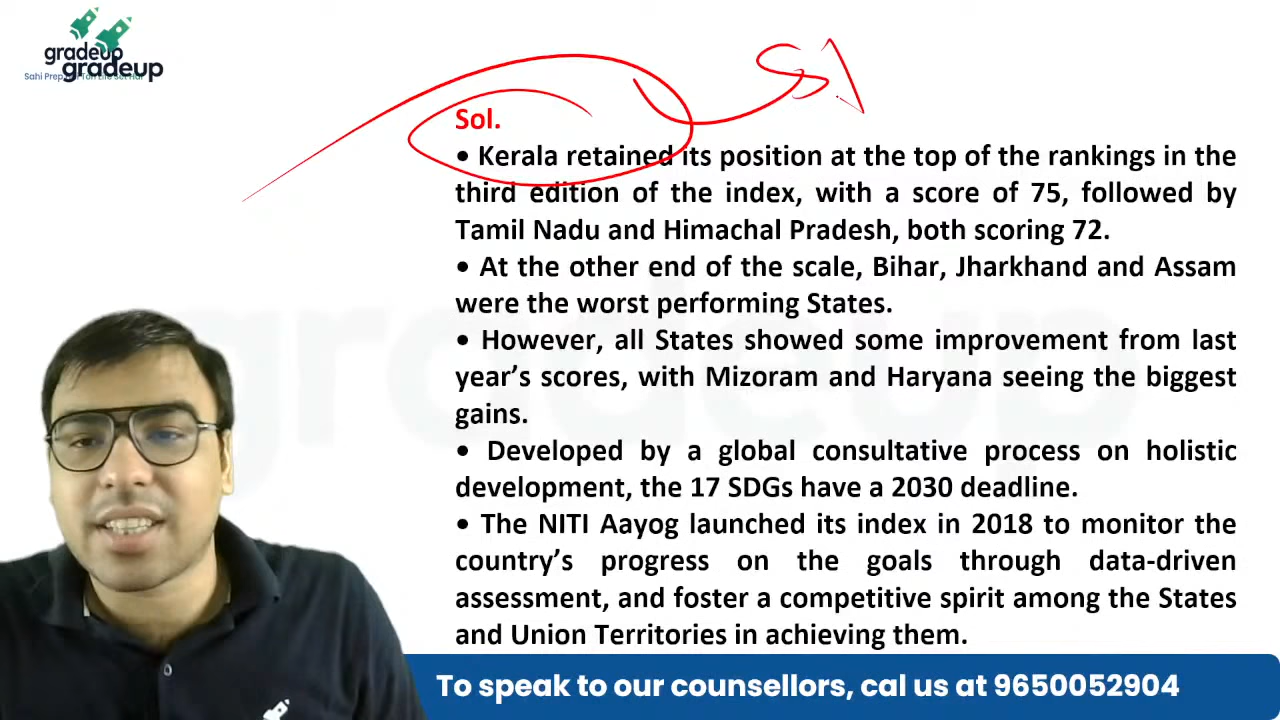 gradeup
gradeup
Sahi Prep
Sol.
• Kerala retained its position at the top of the rankings in the
third edition of the index, with a score of 75, followed by
Tamil Nadu and Himachal Pradesh, both scoring 72.
• At the other end of the scale, Bihar, Jharkhand and Assam
were the worst performing States.
• However, all States showed some improvement from last
year's scores, with Mizoram and Haryana seeing the biggest
gains.
• Developed by a global consultative process on holistic
development, the 17 SDGs have a 2030 deadline.
• The NITI Aayog launched its index in 2018 to monitor the
country's progress on the goals through data-driven
assessment, and foster a competitive spirit among the States
and Union Territories in achieving them.
gradeup
To speak to our counsellors, cal us at 9650052904